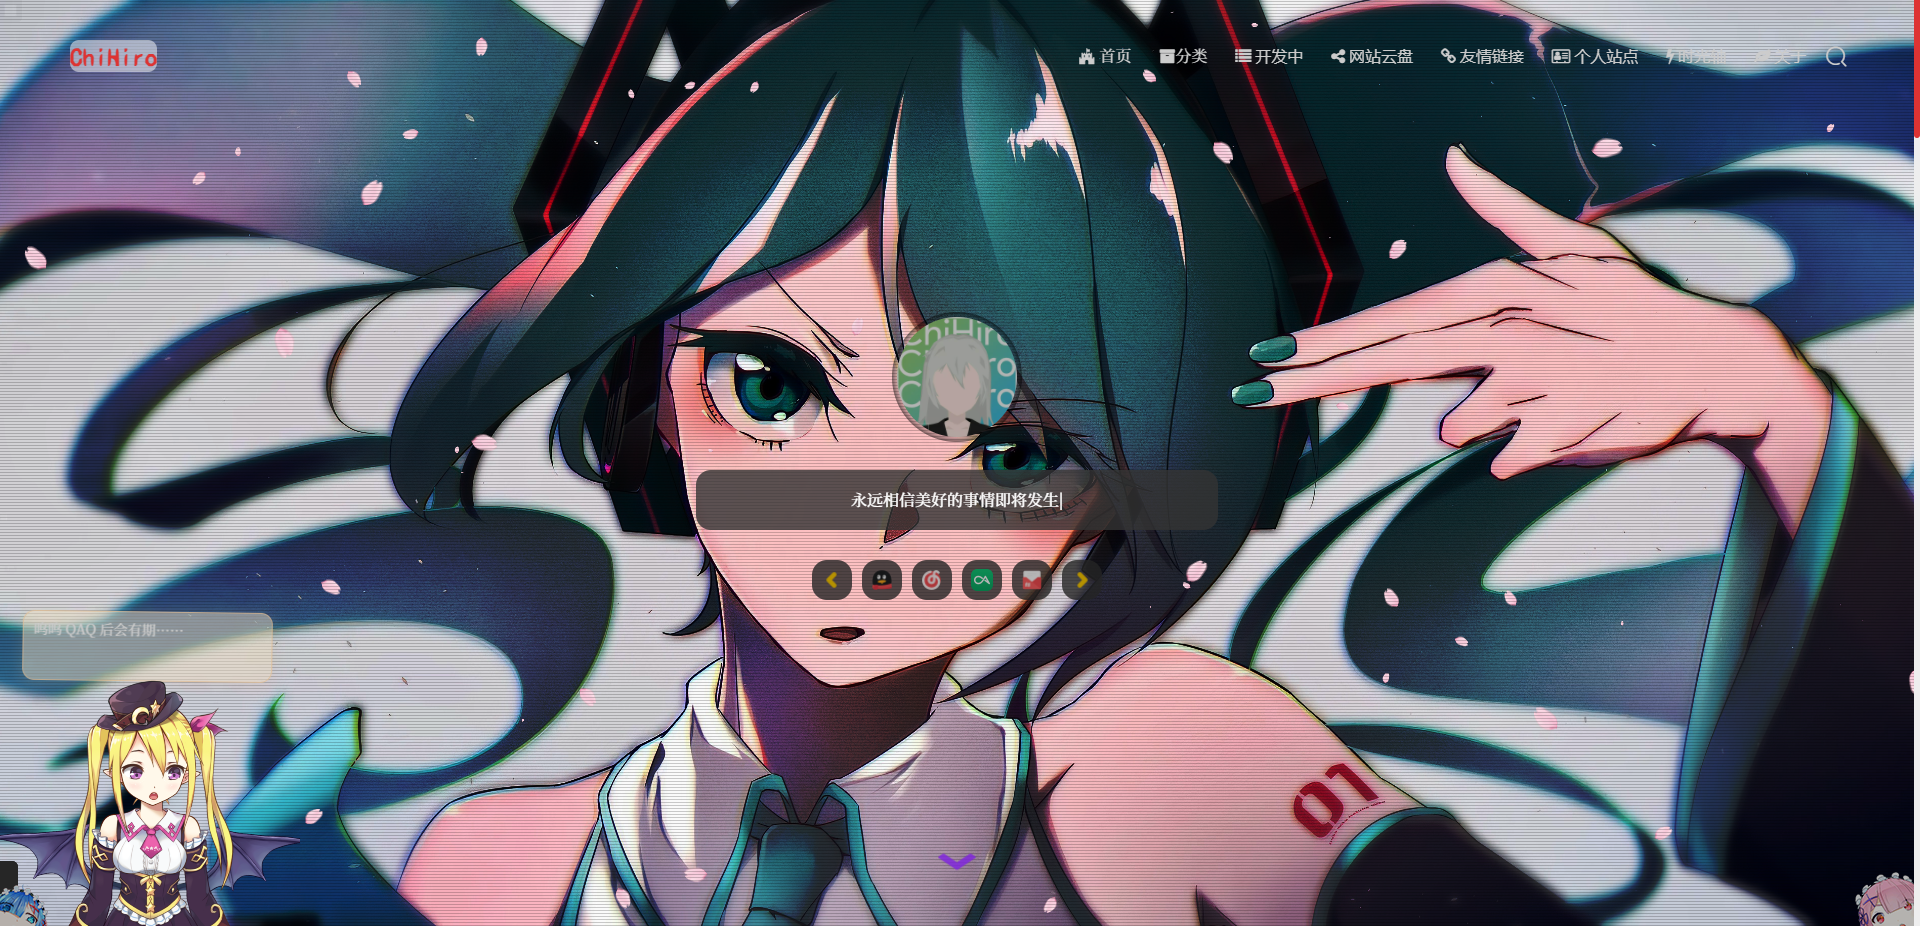 ChiHiro
首页
分类
开发中
网站云盘
友情链接
个人站点
时光轴
关于
ChiHiro
永远相信美好的事情即将发生|
呜呜 QAQ 后会有期……
01